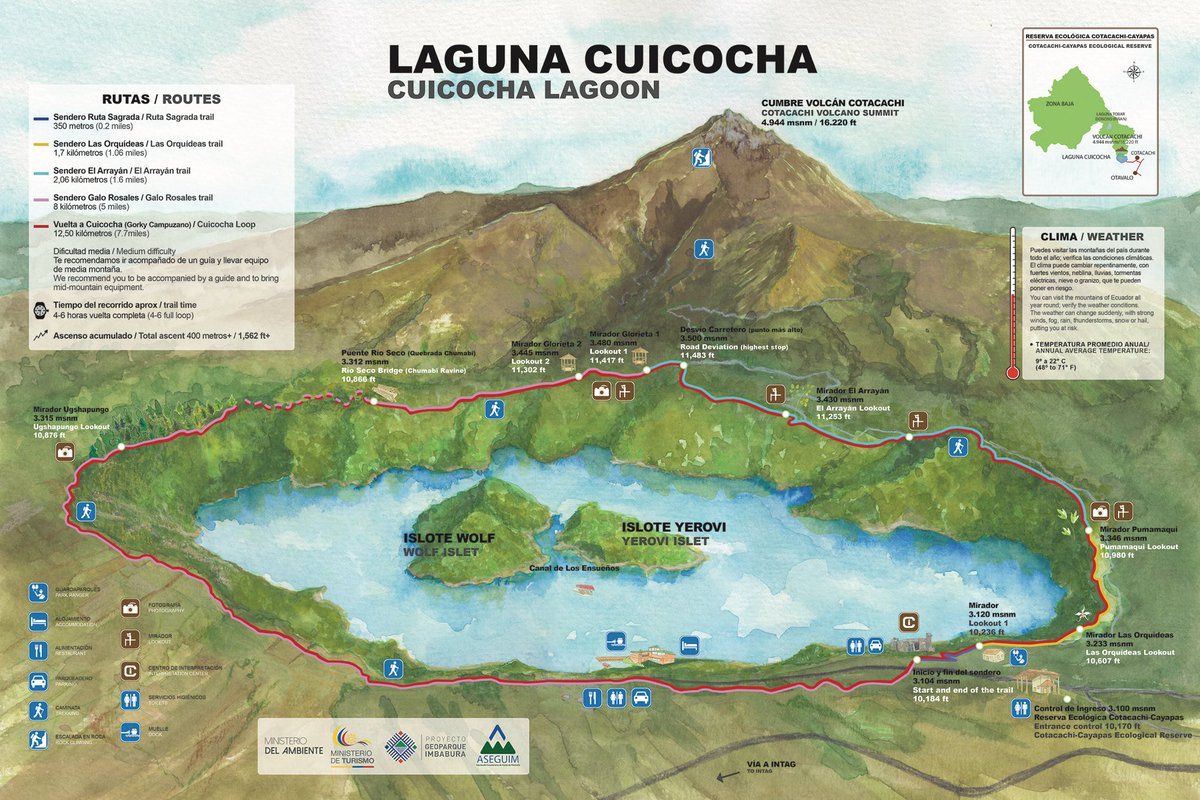 LAGUNA CUICOCHA
CUICOCHA LAGOON
RUTAS / ROUTES
Sendero Ruta Sagrada / Ruta Sagrada trail
350 metros (0.2 miles)
Sendero Las Orquídeas / Las Orquídeas trail
1,7 kilómetros (1.06 miles)
Sendero El Arrayán / El Arrayán trail
2,06 kilómetros (1.6 miles)
Sendero Galo Rosales / Galo Rosales trail
8 kilómetros (5 miles)
Vuelta a Cuicocha (Gorky Campuzano) / Cuicocha Loop
12,50 kilómetros (7.7miles)
Dificultad media / Medium difficulty
Te recomendamos ir acompañado de un guía y llevar equipo
de media montaña.
We recommend you to be accompanied by a guide and to bring
mid-mountain equipment.
Tiempo del recorrido aprox / trail time
4-6 horas vuelta completa (4-6 full loop)
Ascenso acumulado / Total ascent 400 metros+ / 1,562 ft+
CUMBRE VOLCÁN COTACACHI
COTACACHI VOLCANO SUMMIT
4.944 msnm / 16.220 ft
RESERVA ECOLÓGICA COTACACHI-CAYAPAS
COTACACHI-CAYAPAS ECOLOGICAL RESERVE
ZONA BAJA
VOLCÁN COTACACHI
4.944 msnm/16.220 ft
LAGUNA CUICOCHA
COTACACHI
OTAVALO
CLIMA / WEATHER
Puedes visitar las montañas del país durante
todo el año; verifica las condiciones climáticas.
El clima puede cambiar repentinamente, con
fuertes vientos, neblina, lluvias, tormentas
eléctricas, nieve o granizo, que te pueden
poner en riesgo.
You can visit the mountains of Ecuador all
year round; verify the weather conditions.
The weather can change suddenly, with strong
winds, fog, rain, thunderstorms, snow or hail,
putting you at risk.
• TEMPERATURA PROMEDIO ANUAL/
ANNUAL AVERAGE TEMPERATURE:
9° a 22° C
(48° to 71° F)
Puente Río Seco (Quebrada Chumabi)
3.312 msnm
Río Seco Bridge (Chumabi Ravine)
10,866 ft
Mirador Glorieta 2
3.445 msnm
Lookout 2
11,302 ft
Mirador Glorieta 1
3.480 msnm
Lookout 1
11,417 ft
Desvío Carretero (punto más alto)
3.500 msnm
Road Deviation (highest stop)
11,483 ft
Mirador El Arrayán
3.430 msnm
El Arrayán Lookout
11,253 ft
Mirador Ugshapungo
3.315 msnm
Ugshapungo Lookout
10,876 ft
Mirador Pumamaqui
3.346 msnm
Pumamaqui Lookout
10,980 ft
ISLOTE WOLF
WOLF ISLET
ISLOTE YEROVI
YEROVI ISLET
Canal de Los Ensueños
Mirador
3.120 msnm
Lookout 1
10,236 ft
Mirador Las Orquídeas
3.233 msnm
Las Orquídeas Lookout
10,607 ft
Inicio y fin del sendero
3.104 msnm
Start and end of the trail
10,184 ft
Control de Ingreso 3.100 msnm
Reserva Ecológica Cotacachi-Cayapas
Entrance control 10,170 ft
Cotacachi-Cayapas Ecological Reserve
GUARDAPARQUES
PARK RANGER
ALOJAMIENTO
ACCOMMODATION
ALIMENTACIÓN
RESTAURANT
PARQUEADERO
PARKING
CAMINATA
TREKKING
ESCALADA EN ROCA
ROCK CLIMBING
FOTOGRAFÍA
PHOTOGRAPHY
MIRADOR
LOOKOUT
CENTRO DE INTERPRETACIÓN
INTERPRETATION CENTER
SERVICIOS HIGIÉNICOS
MUELLE
DOCK
MINISTERIO
DEL AMBIENTE
MINISTERIO
DE TURISMO
PROYECTO
GEOPARQUE
IMBABURA
ASEGUIM
VÍA A INTAG
TO INTAG